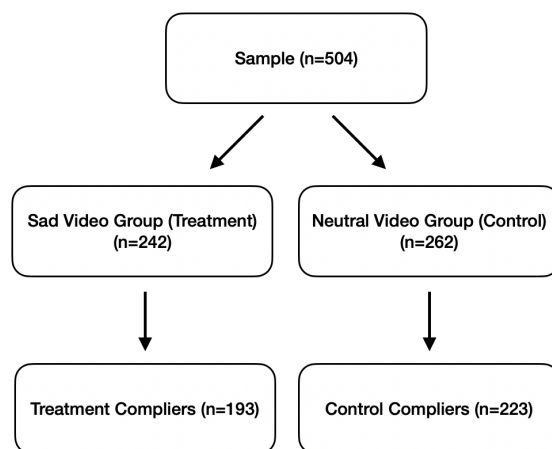 Sample (n=504)
Sad Video Group (Treatment)
(n=242)
Neutral Video Group (Control)
(n=262)
Treatment Compliers (n=193)
Control Compliers (n=223)